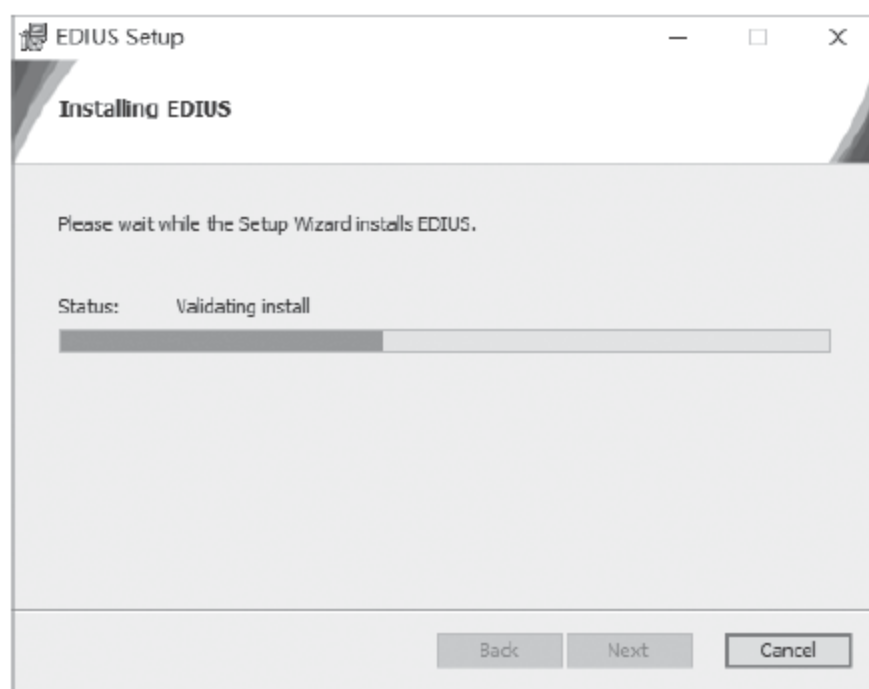 EDIUS Setup
Installing EDIUS
Please wait while the Setup Wizard installs EDIUS.
Status: Validating install
Back Next Cancel